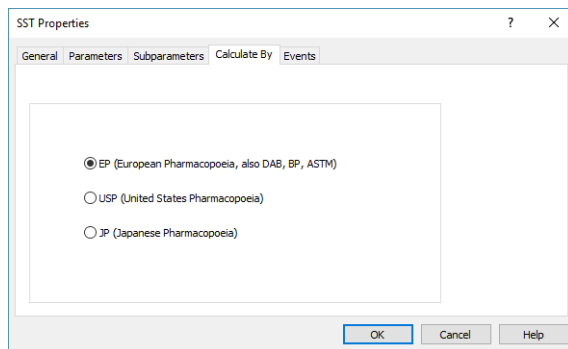 SST Properties
?
General Parameters Subparameters Calculate By Events
EP (European Pharmacopoeia, also DAB, BP, ASTM)
USP (United States Pharmacopoeia)
JP (Japanese Pharmacopoeia)
OK Cancel Help